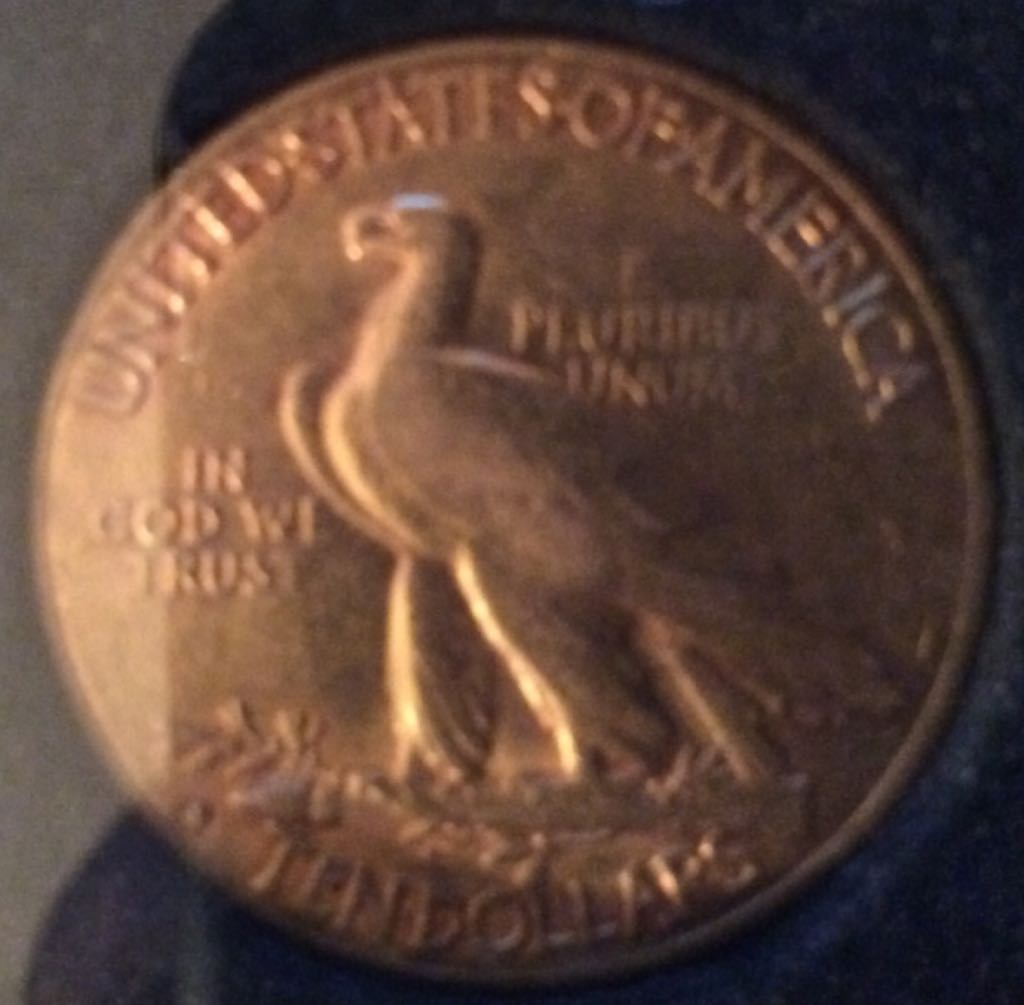 UNITED·STATES·OF·AMERICA
E
PLURIBUS
UNUM
IN
GOD WE
TRUST
TEN·DOLLARS